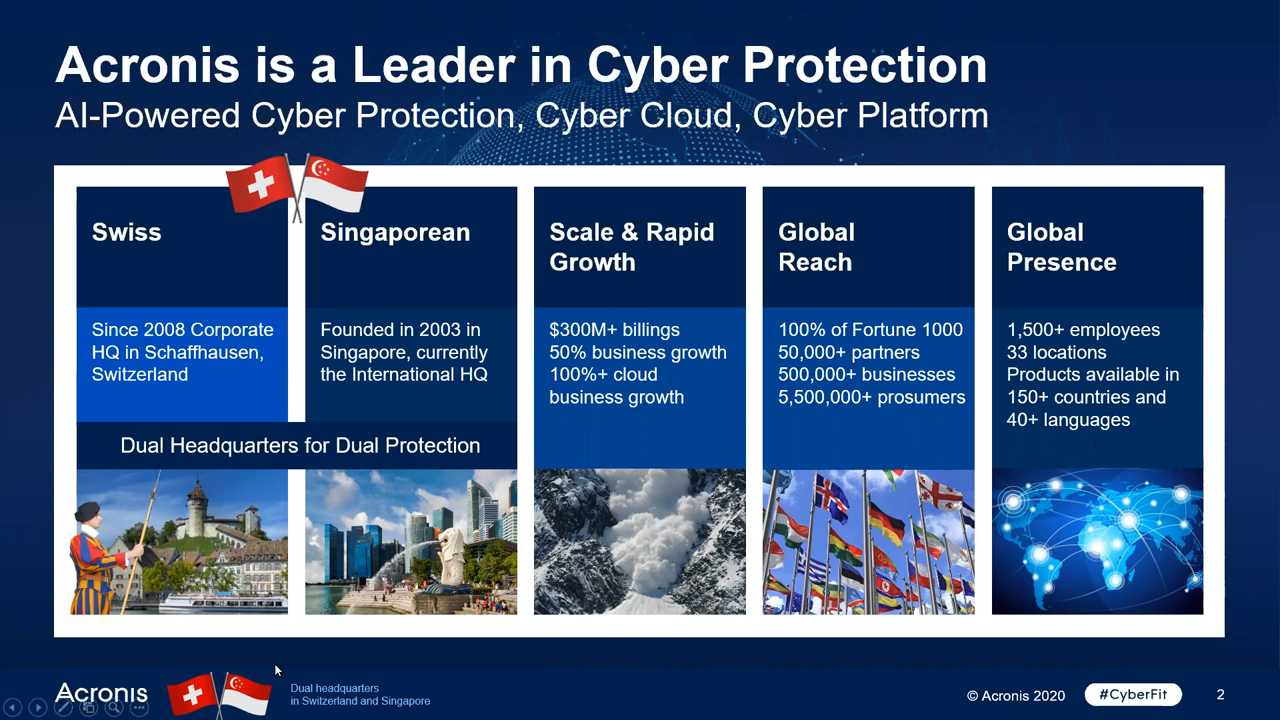 Acronis is a Leader in Cyber Protection
AI-Powered Cyber Protection, Cyber Cloud, Cyber Platform
Swiss
Since 2008 Corporate
HQ in Schaffhausen,
Switzerland
Singaporean
Founded in 2003 in
Singapore, currently
the International HQ
Dual Headquarters for Dual Protection
Scale & Rapid
Growth
$300M+ billings
50% business growth
100%+ cloud
business growth
Global
Reach
100% of Fortune 1000
50,000+ partners
500,000+ businesses
5,500,000+ prosumers
Global
Presence
1,500+ employees
33 locations
Products available in
150+ countries and
40+ languages
Acronis
Dual headquarters
in Switzerland and Singapore
© Acronis 2020
#CyberFit
2